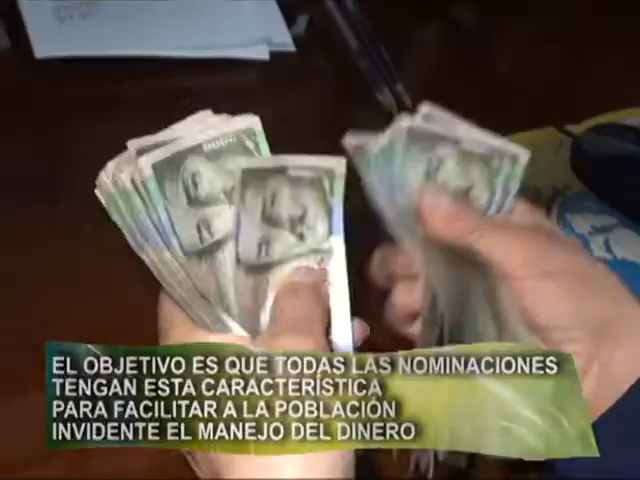 EL OBJETIVO ES QUE TODAS LAS NOMINACIONES
TENGAN ESTA CARACTERÍSTICA
PARA FACILITAR A LA POBLACIÓN
INVIDENTE EL MANEJO DEL DINERO